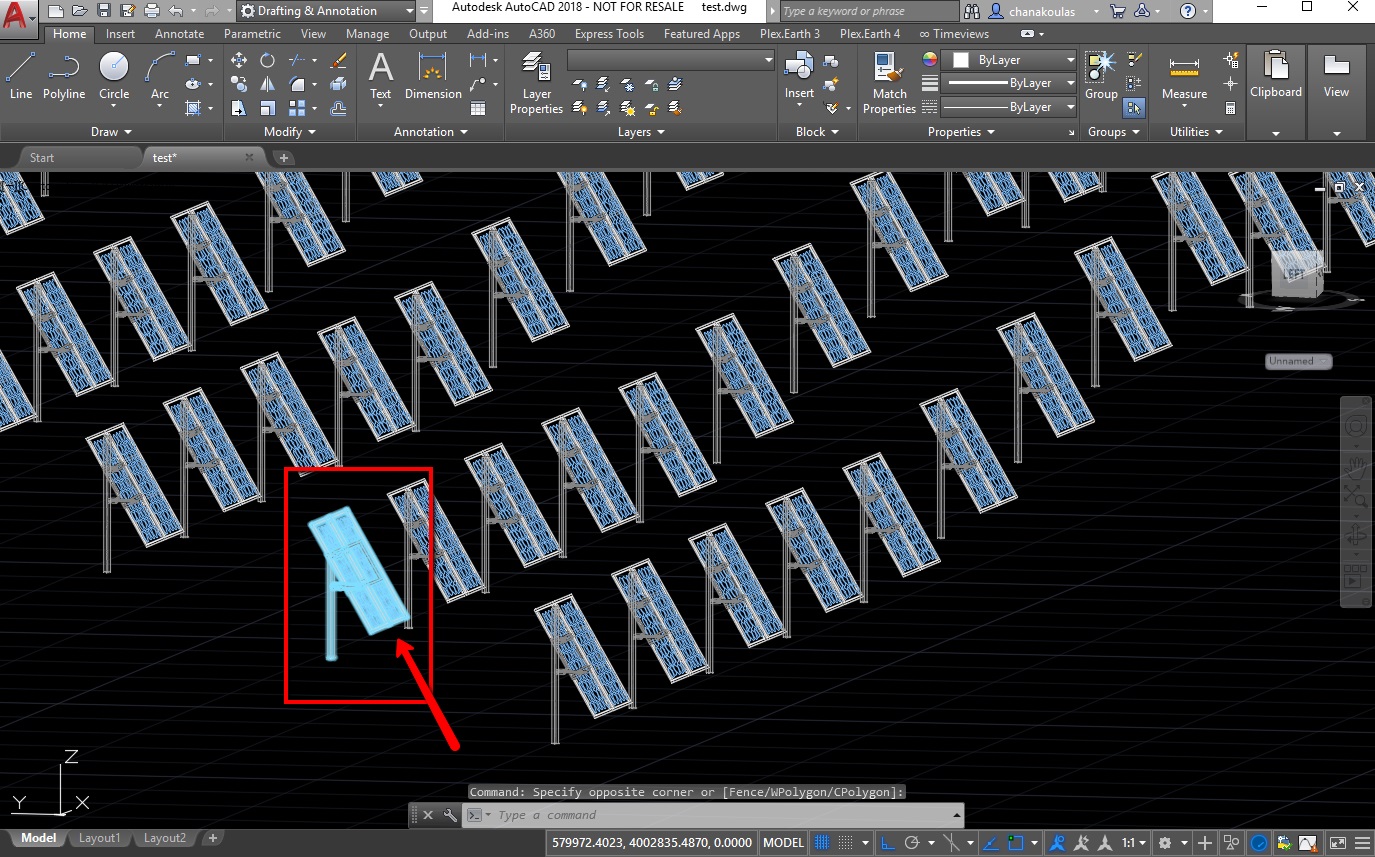 Drafting & Annotation
Autodesk AutoCAD 2018 - NOT FOR RESALE test.dwg
Type a keyword or phrase
chanakoulas
Home Insert Annotate Parametric View Manage Output Add-ins A360 Express Tools Featured Apps Plex.Earth 3 Plex.Earth 4 ∞ Timeviews
Line Polyline Circle Arc
Text Dimension
Layer Properties
Insert
Match Properties
ByLayer
ByLayer
ByLayer
Group
Measure
Clipboard
View
Draw Modify Annotation Layers Block Properties Groups Utilities
Start test*
LEFT
Unnamed
Z
Y X
Command: Specify opposite corner or [Fence/WPolygon/CPolygon]:
Type a command
Model Layout1 Layout2 +
579972.4023, 4002835.4870, 0.0000 MODEL 1:1